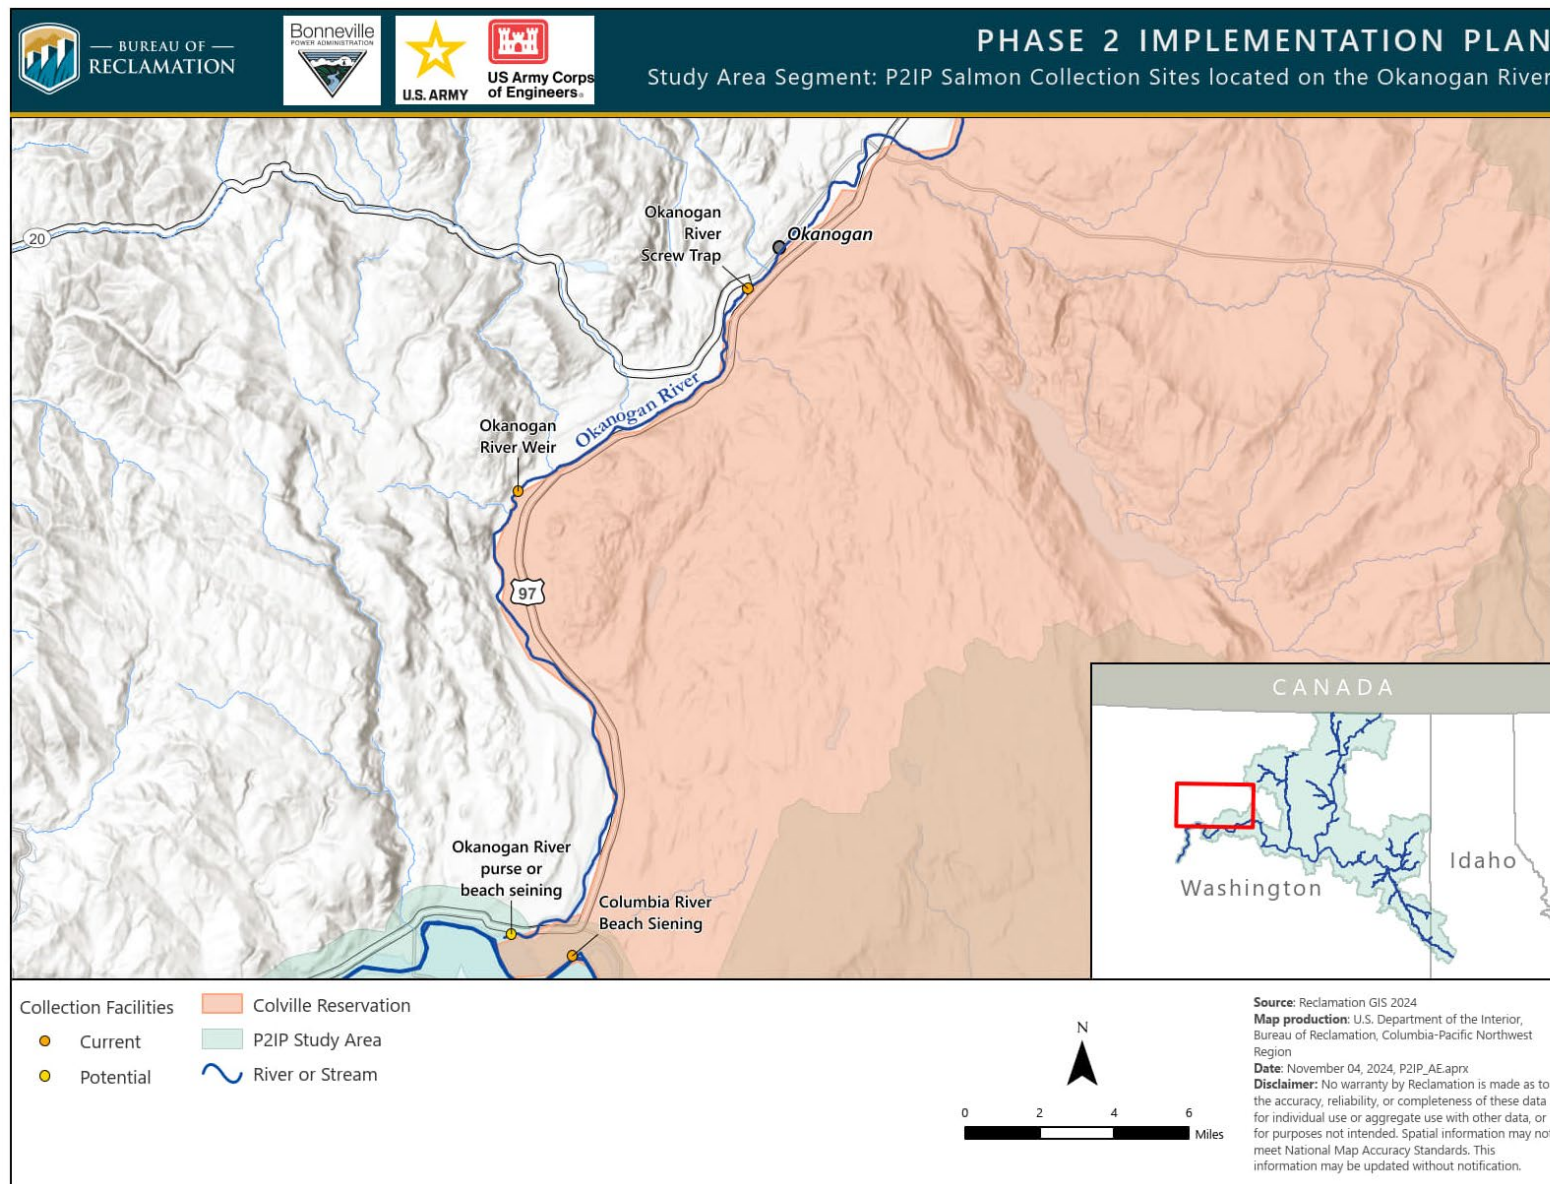 BUREAU OF
RECLAMATION
Bonneville
POWER ADMINISTRATION
U.S. ARMY
US Army Corps
of Engineers®
PHASE 2 IMPLEMENTATION PLAN
Study Area Segment: P2IP Salmon Collection Sites located on the Okanogan River
20
Okanogan
River
Screw Trap
Okanogan
Okanogan River
Okanogan
River Weir
97
Okanogan River
purse or
beach seining
Columbia River
Beach Siening
CANADA
Washington
Idaho
Collection Facilities
Current
Potential
Colville Reservation
P2IP Study Area
River or Stream
N
0 2 4 6
Miles
Source: Reclamation GIS 2024
Map production: U.S. Department of the Interior,
Bureau of Reclamation, Columbia-Pacific Northwest
Region
Date: November 04, 2024, P2IP_AE.aprx
Disclaimer: No warranty by Reclamation is made as to
the accuracy, reliability, or completeness of these data
for individual use or aggregate use with other data, or
for purposes not intended. Spatial information may not
meet National Map Accuracy Standards. This
information may be updated without notification.